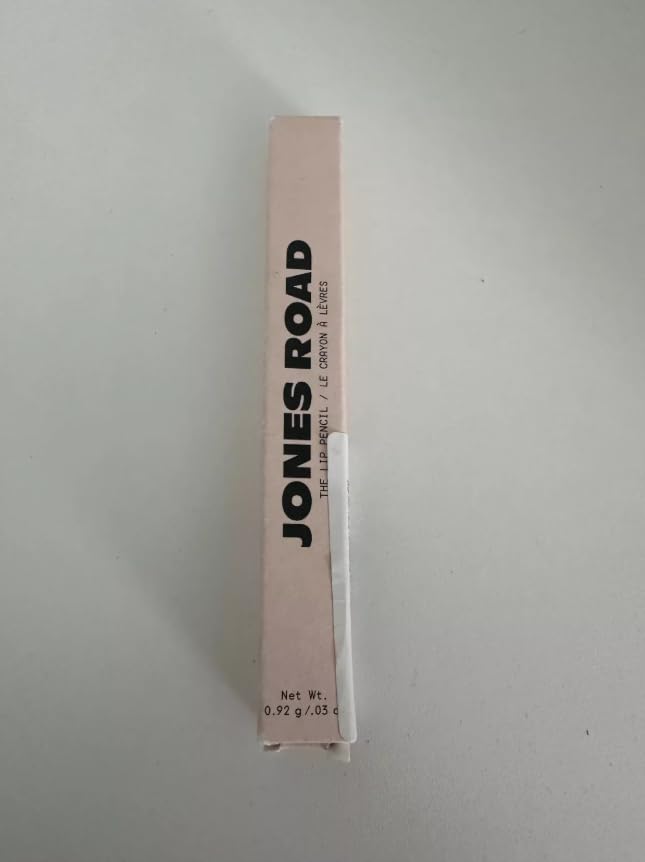 JONES ROAD
THE LIP PENCIL / LE CRAYON À LÈVRES
Net Wt.
0.92 g/.03